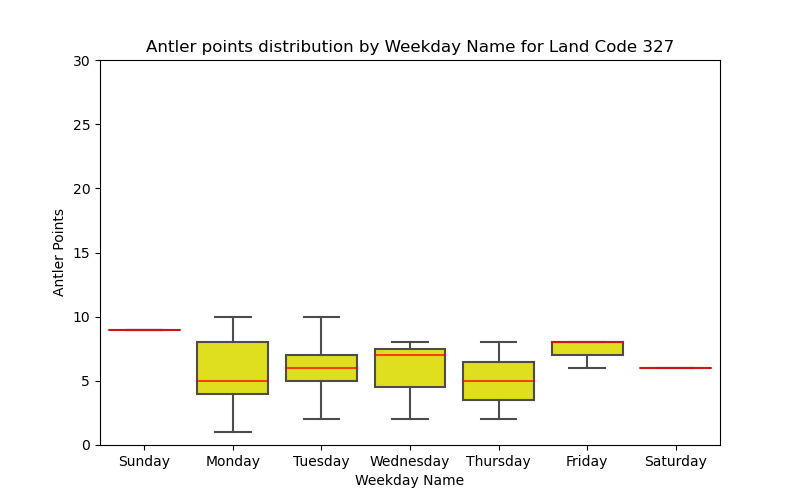 Antler points distribution by Weekday Name for Land Code 327
30
25
20
15
10
5
0
Antler Points
Sunday Monday Tuesday Wednesday Thursday Friday Saturday
Weekday Name